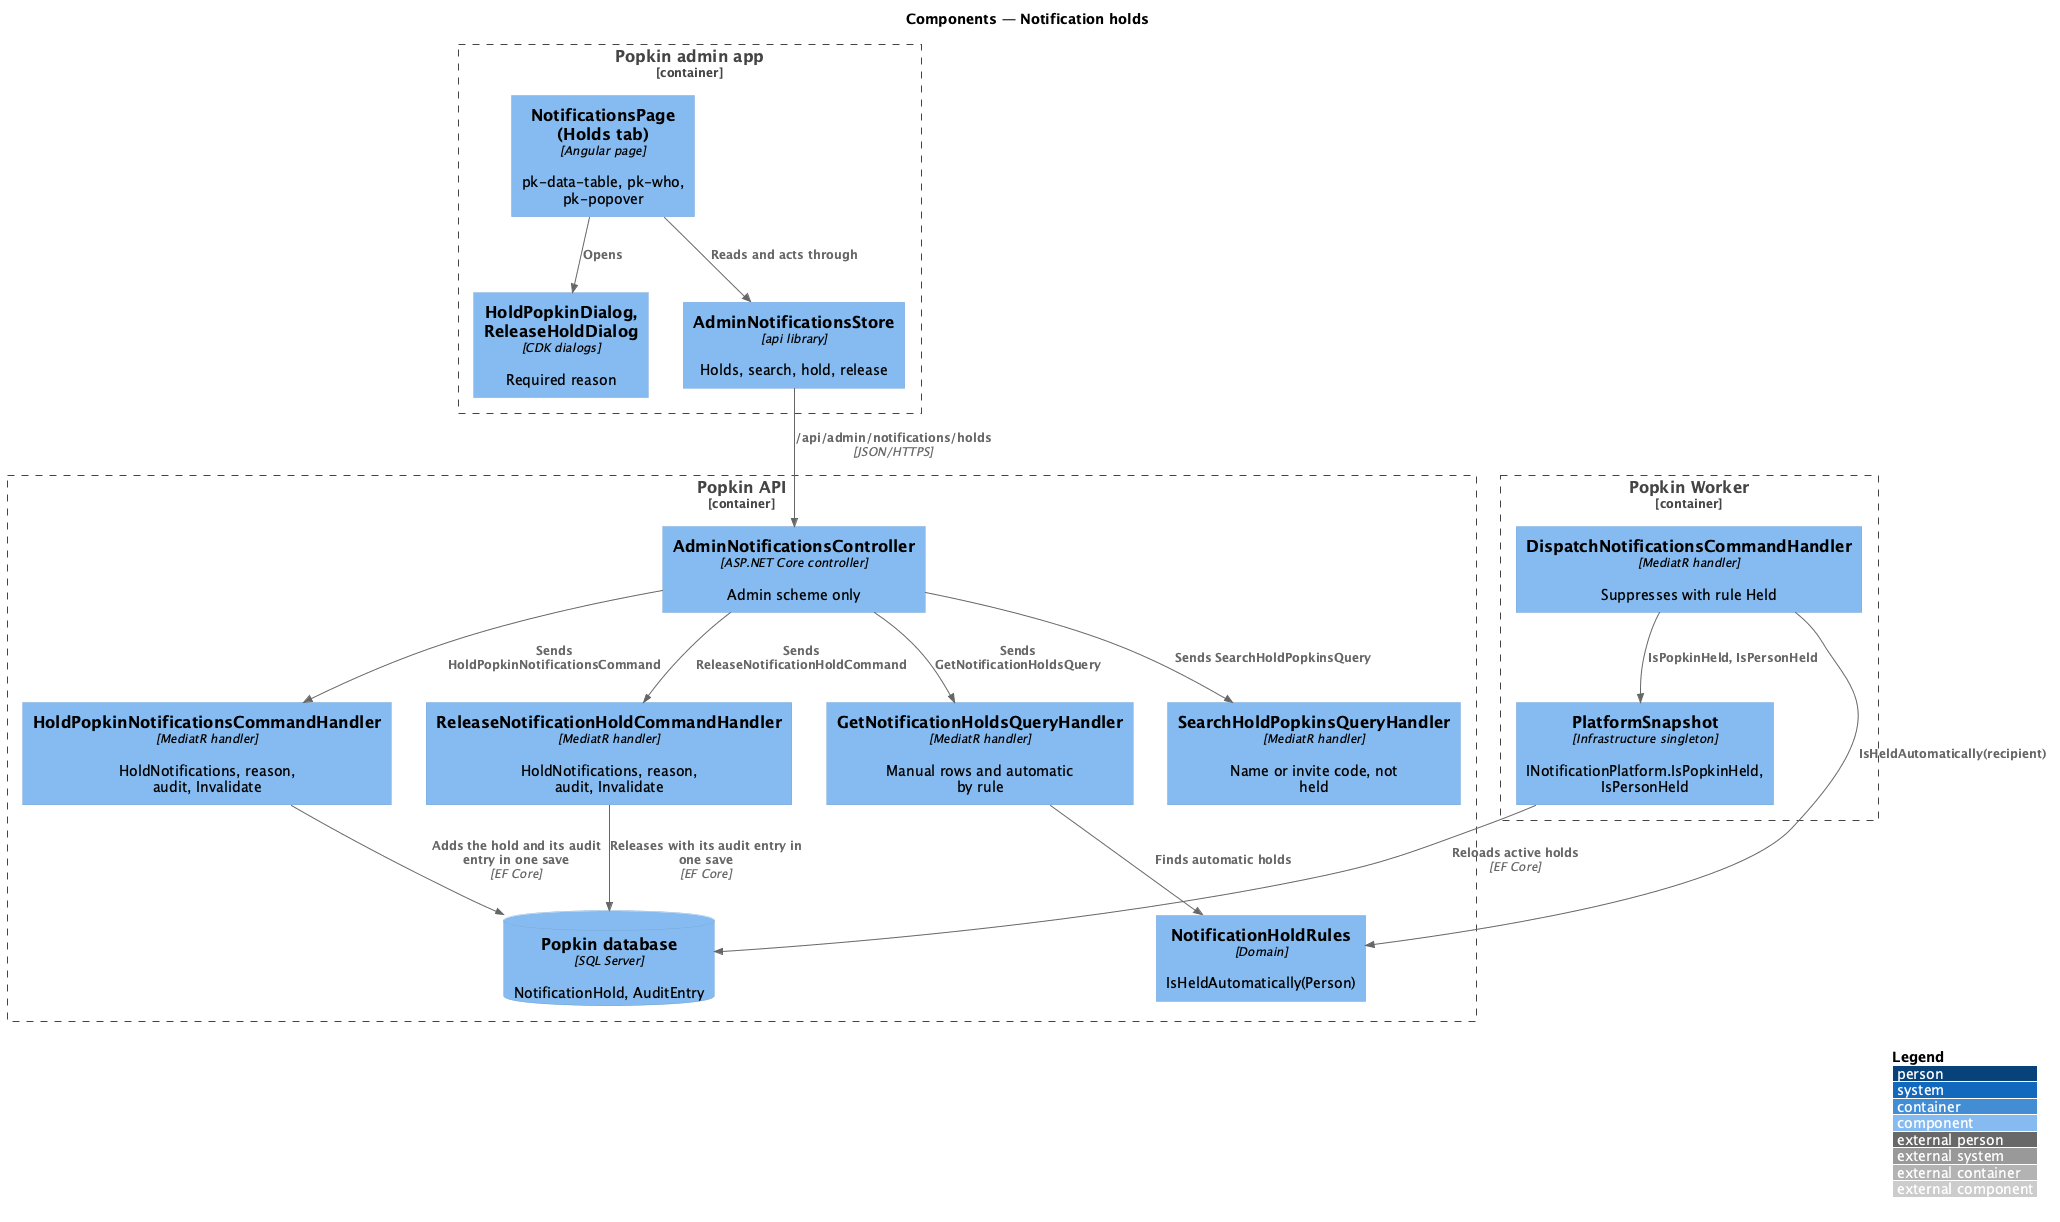 Components — Notification holds
Popkin admin app
[container]
NotificationsPage
(Holds tab)
[Angular page]
pk-data-table, pk-who,
pk-popover
Opens
Reads and acts through
HoldPopkinDialog,
ReleaseHoldDialog
[CDK dialogs]
Required reason
AdminNotificationsStore
[api library]
Holds, search, hold, release
/api/admin/notifications/holds
[JSON/HTTPS]
Popkin API
[container]
AdminNotificationsController
[ASP.NET Core controller]
Admin scheme only
Sends
HoldPopkinNotificationsCommand
Sends
ReleaseNotificationHoldCommand
Sends
GetNotificationHoldsQuery
Sends SearchHoldPopkinsQuery
HoldPopkinNotificationsCommandHandler
[MediatR handler]
HoldNotifications, reason,
audit, Invalidate
ReleaseNotificationHoldCommandHandler
[MediatR handler]
HoldNotifications, reason,
audit, Invalidate
GetNotificationHoldsQueryHandler
[MediatR handler]
Manual rows and automatic
by rule
SearchHoldPopkinsQueryHandler
[MediatR handler]
Name or invite code, not
held
Adds the hold and its audit
entry in one save
[EF Core]
Releases with its audit entry in
one save
[EF Core]
Finds automatic holds
Popkin database
[SQL Server]
NotificationHold, AuditEntry
NotificationHoldRules
[Domain]
IsHeldAutomatically(Person)
Popkin Worker
[container]
DispatchNotificationsCommandHandler
[MediatR handler]
Suppresses with rule Held
IsPopkinHeld, IsPersonHeld
PlatformSnapshot
[Infrastructure singleton]
INotificationPlatform.IsPopkinHeld,
IsPersonHeld
IsHeldAutomatically(recipient)
Reloads active holds
[EF Core]
Legend
person
system
container
component
external person
external system
external container
external component